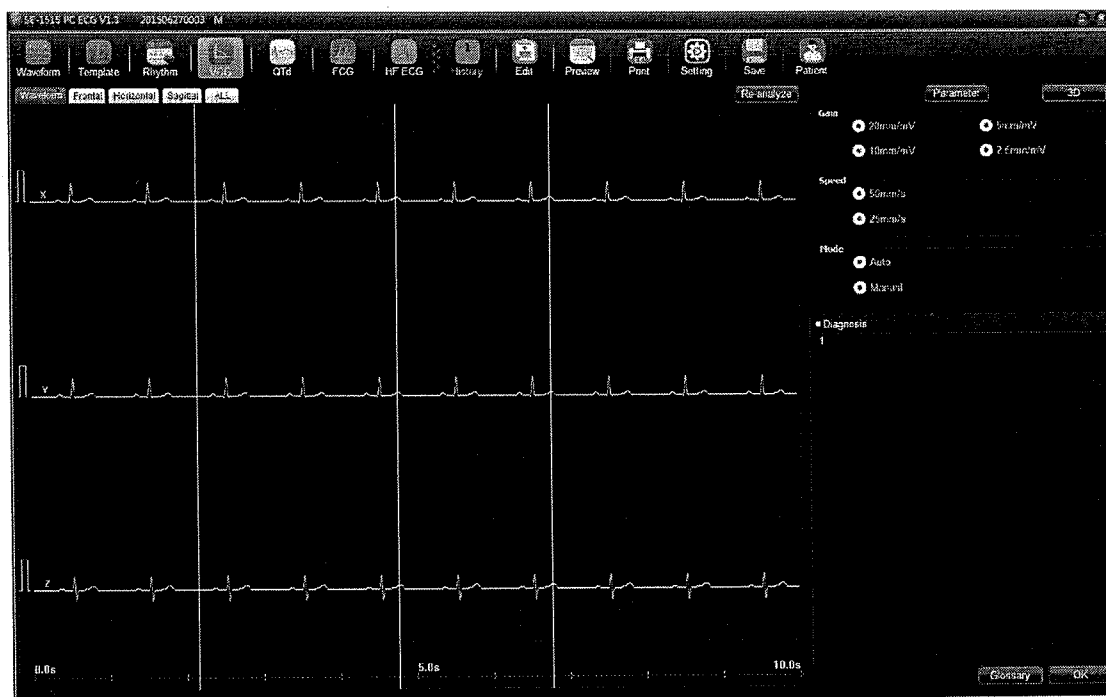 SE-1515 PC ECG V1.1 201506270003 M
Waveform Template Rhythm VCG QTd FCG HF ECG History Edit Preview Print Setting Save Patient
Waveform Frontal Horizontal Sagittal ALL Re-analyze Parameter 3D
Gain
20mm/mV 5mm/mV
10mm/mV 2.5mm/mV
X
Speed
50mm/s
25mm/s
Mode
Auto
Manual
Diagnosis
1
Y
Z
0.0s 5.0s 10.0s
Glossary OK